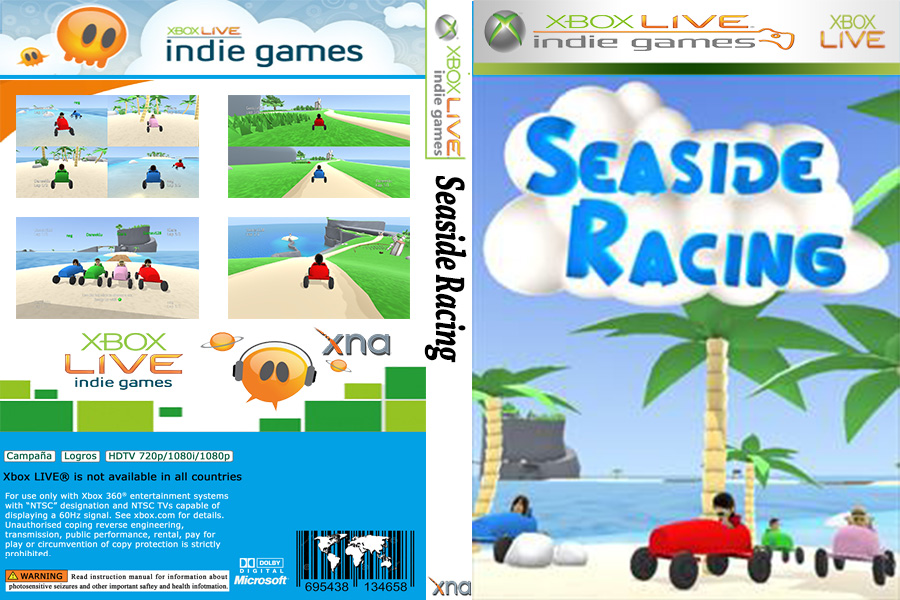 XBOX LIVE
indie games
XBOX LIVE
indie games
XNA
Campaña
Logros
HDTV 720p/1080i/1080p
Xbox LIVE® is not available in all countries
For use only with Xbox 360® entertainment systems
with “NTSC” designation and NTSC TVs capable of
displaying a 60Hz signal. See xbox.com for details.
Unauthorised coping reverse engineering,
transmission, public performance, rental, pay for
play or circumvention of copy protection is strictly
prohibited.
WARNING Read instruction manual for information about
photosensitive seizures and other important saftey and health infotmation.
DOLBY
DIGITAL
Microsoft
695438 134658
XBOX LIVE
indie games
Seaside Racing
xna
XBOX LIVE
indie games
XBOX
LIVE
SEASIDE
RACING